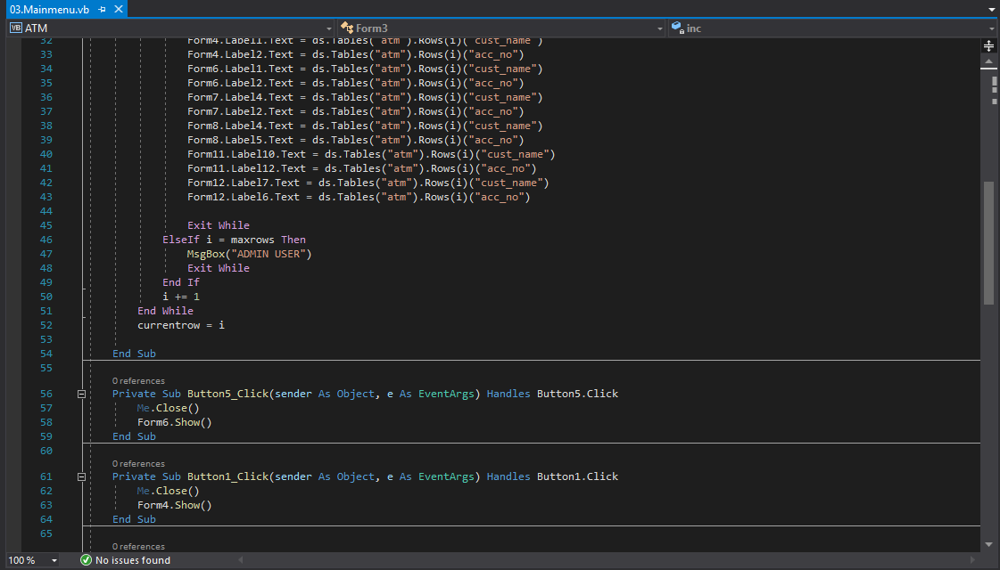 03.Mainmenu.vb
VB ATM
Form3
inc
32 Form4.Label1.Text = ds.Tables("atm").Rows(i)("cust_name")
33 Form4.Label2.Text = ds.Tables("atm").Rows(i)("acc_no")
34 Form6.Label1.Text = ds.Tables("atm").Rows(i)("cust_name")
35 Form6.Label2.Text = ds.Tables("atm").Rows(i)("acc_no")
36 Form7.Label4.Text = ds.Tables("atm").Rows(i)("cust_name")
37 Form7.Label2.Text = ds.Tables("atm").Rows(i)("acc_no")
38 Form8.Label4.Text = ds.Tables("atm").Rows(i)("cust_name")
39 Form8.Label5.Text = ds.Tables("atm").Rows(i)("acc_no")
40 Form11.Label10.Text = ds.Tables("atm").Rows(i)("cust_name")
41 Form11.Label12.Text = ds.Tables("atm").Rows(i)("acc_no")
42 Form12.Label7.Text = ds.Tables("atm").Rows(i)("cust_name")
43 Form12.Label6.Text = ds.Tables("atm").Rows(i)("acc_no")
44
45 Exit While
46 ElseIf i = maxrows Then
47 MsgBox("ADMIN USER")
48 Exit While
49 End If
50 i += 1
51 End While
52 currentrow = i
53
54 End Sub
55
0 references
56 Private Sub Button5_Click(sender As Object, e As EventArgs) Handles Button5.Click
57 Me.Close()
58 Form6.Show()
59 End Sub
60
0 references
61 Private Sub Button1_Click(sender As Object, e As EventArgs) Handles Button1.Click
62 Me.Close()
63 Form4.Show()
64 End Sub
65
0 references
100 %
No issues found